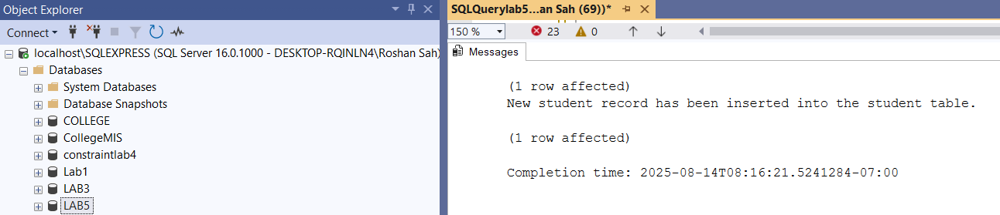 Object Explorer
Connect
localhost\SQLEXPRESS (SQL Server 16.0.1000 - DESKTOP-RQINLN4\Roshan Sah)
Databases
System Databases
Database Snapshots
COLLEGE
CollegeMIS
constraintlab4
Lab1
LAB3
LAB5
SQLQuerylab5...an Sah (69))*
150 %
23
0
Messages
(1 row affected)
New student record has been inserted into the student table.
(1 row affected)
Completion time: 2025-08-14T08:16:21.5241284-07:00